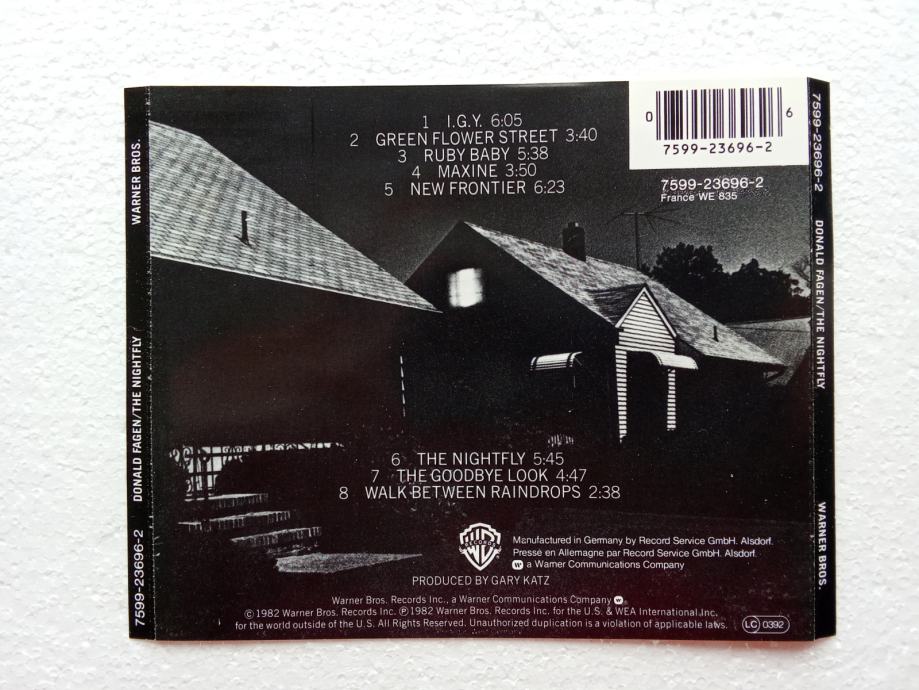 1 I.G.Y. 6:05
2 GREEN FLOWER STREET 3:40
3 RUBY BABY 5:38
4 MAXINE 3:50
5 NEW FRONTIER 6:23
0 6
7599-23696-2
7599-23696-2
France WE 835
6 THE NIGHTFLY 5:45
7 THE GOODBYE LOOK 4:47
8 WALK BETWEEN RAINDROPS 2:38
WB
RECORDS
Manufactured in Germany by Record Service GmbH. Alsdorf.
Pressé en Allemagne par Record Service GmbH. Alsdorf.
a Warner Communications Company
PRODUCED BY GARY KATZ
Warner Bros. Records Inc., a Warner Communications Company
©1982 Warner Bros. Records Inc. ℗1982 Warner Bros. Records Inc. for the U.S. & WEA International Inc.
for the world outside of the U.S. All Rights Reserved. Unauthorized duplication is a violation of applicable laws.
LC 0392
7599-23696-2 DONALD FAGEN/THE NIGHTFLY WARNER BROS.
7599-23696-2 DONALD FAGEN/THE NIGHTFLY WARNER BROS.